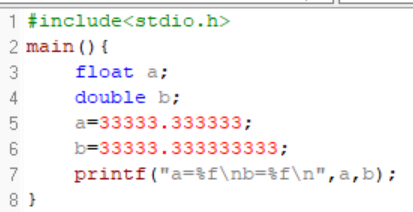 1 #include<stdio.h>
2 main(){
3     float a;
4     double b;
5     a=33333.333333;
6     b=33333.333333333;
7     printf("a=%f\nb=%f\n",a,b);
8 }